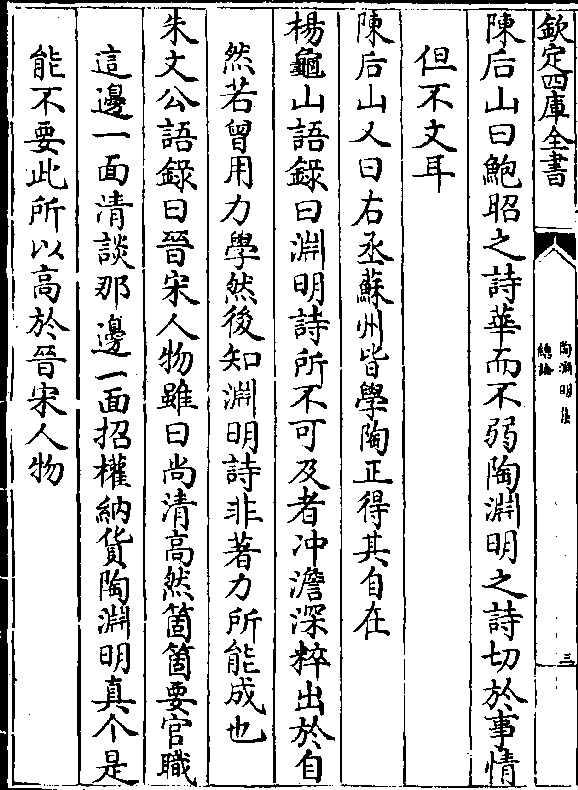 欽定四庫全書
陶淵明集
總論
三
陳后山曰鮑昭之詩華而不弱陶淵明之詩切於事情
但不文耳
陳后山又曰右丞蘇州皆學陶正得其自在
楊龜山語錄曰淵明詩所不可及者冲澹深粹出於自
然若曾用力學然後知淵明詩非著力所能成也
朱文公語錄曰晉宋人物雖曰尚清高然箇箇要官職
這邊一面清談那邊一面招權納貨陶淵明真个是
能不要此所以高於晉宋人物